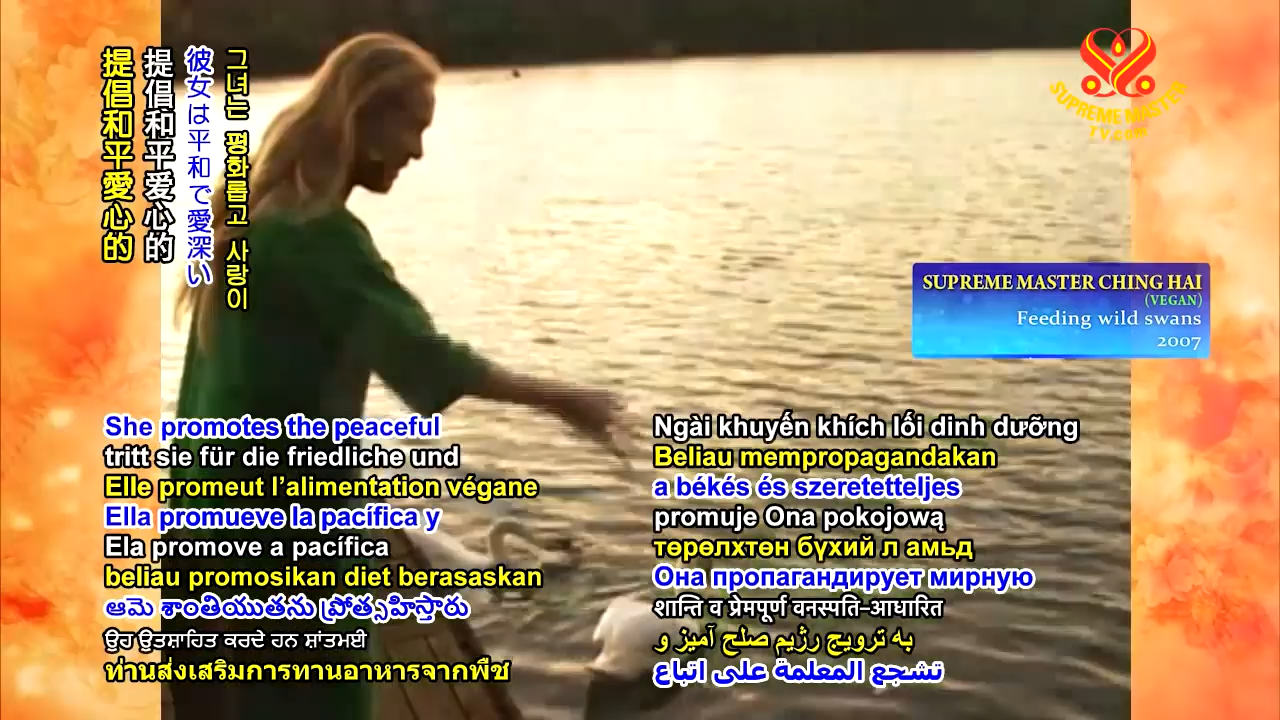 提倡和平愛心的
提倡和平爱心的
彼女は平和で愛深い
그녀는 평화롭고 사랑이
SUPREME MASTER
TV.com
SUPREME MASTER CHING HAI
(VEGAN)
Feeding wild swans
2007
She promotes the peaceful
tritt sie für die friedliche und
Elle promeut l’alimentation végane
Ella promueve la pacífica y
Ela promove a pacífica
beliau promosikan diet berasaskan
ఆమె శాంతియుతను ప్రోత్సహిస్తారు
ਉਹ ਉਤਸ਼ਾਹਿਤ ਕਰਦੇ ਹਨ ਸ਼ਾਂਤਮਈ
ท่านส่งเสริมการทานอาหารจากพืช
Ngài khuyến khích lối dinh dưỡng
Beliau mempropagandakan
a békés és szeretetteljes
promuje Ona pokojową
төрөлхтөн бүхий л амьд
Она пропагандирует мирную
शान्ति व प्रेमपूर्ण वनस्पति-आधारित
به ترویج رژیم صلح آمیز و
تشجع المعلمة على اتباع